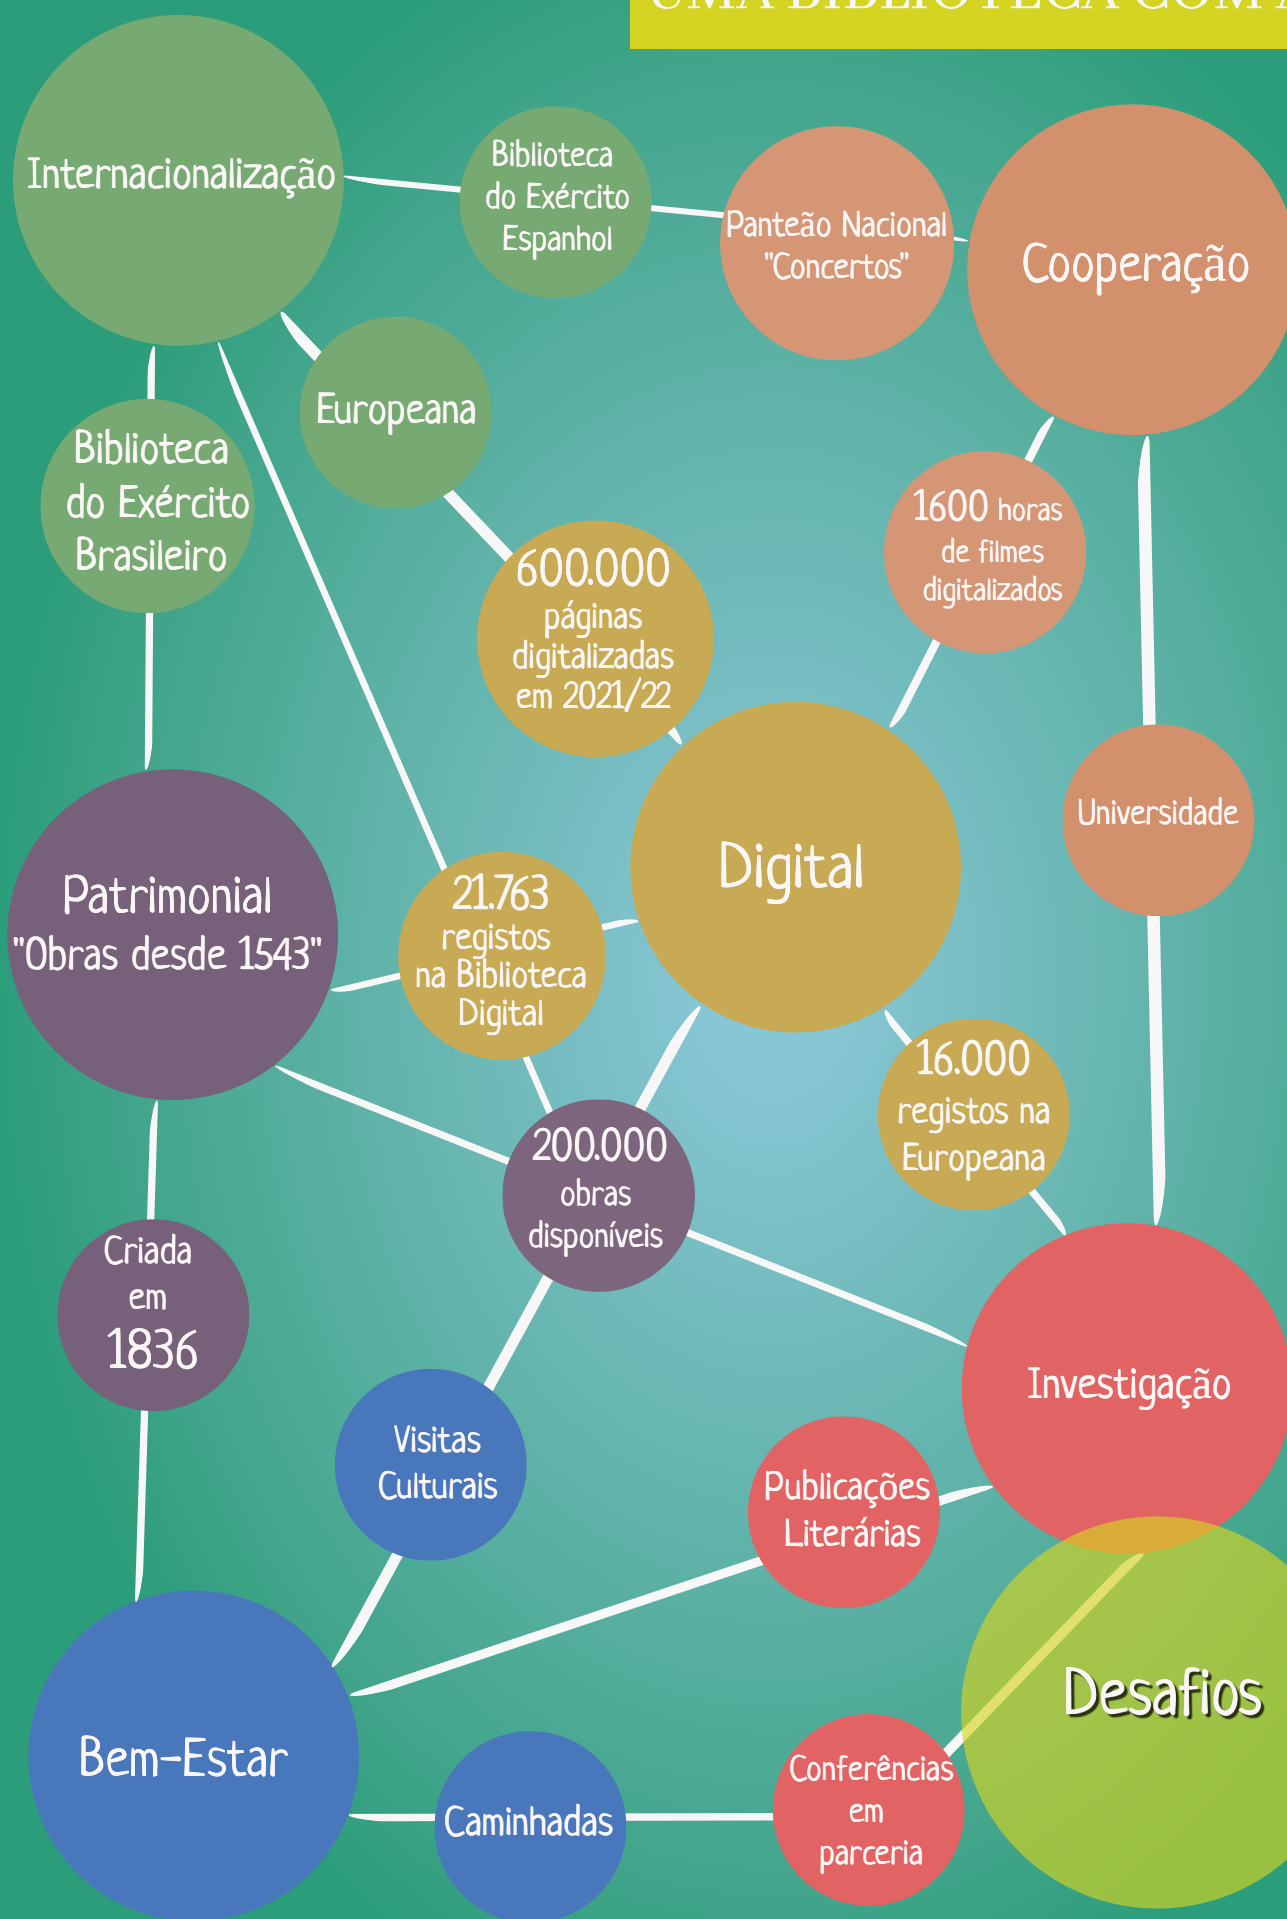 UMA BIBLIOTECA COM
Internacionalização
Biblioteca
do Exército
Espanhol
Panteão Nacional
"Concertos"
Cooperação
Europeana
Biblioteca
do Exército
Brasileiro
1600 horas
de filmes
digitalizados
600.000
páginas
digitalizadas
em 2021/22
Universidade
Digital
Patrimonial
"Obras desde 1543"
21.763
registos
na Biblioteca
Digital
16.000
registos na
Europeana
200.000
obras
disponíveis
Criada
em
1836
Investigação
Visitas
Culturais
Publicações
Literárias
Desafios
Bem-Estar
Caminhadas
Conferências
em
parceria